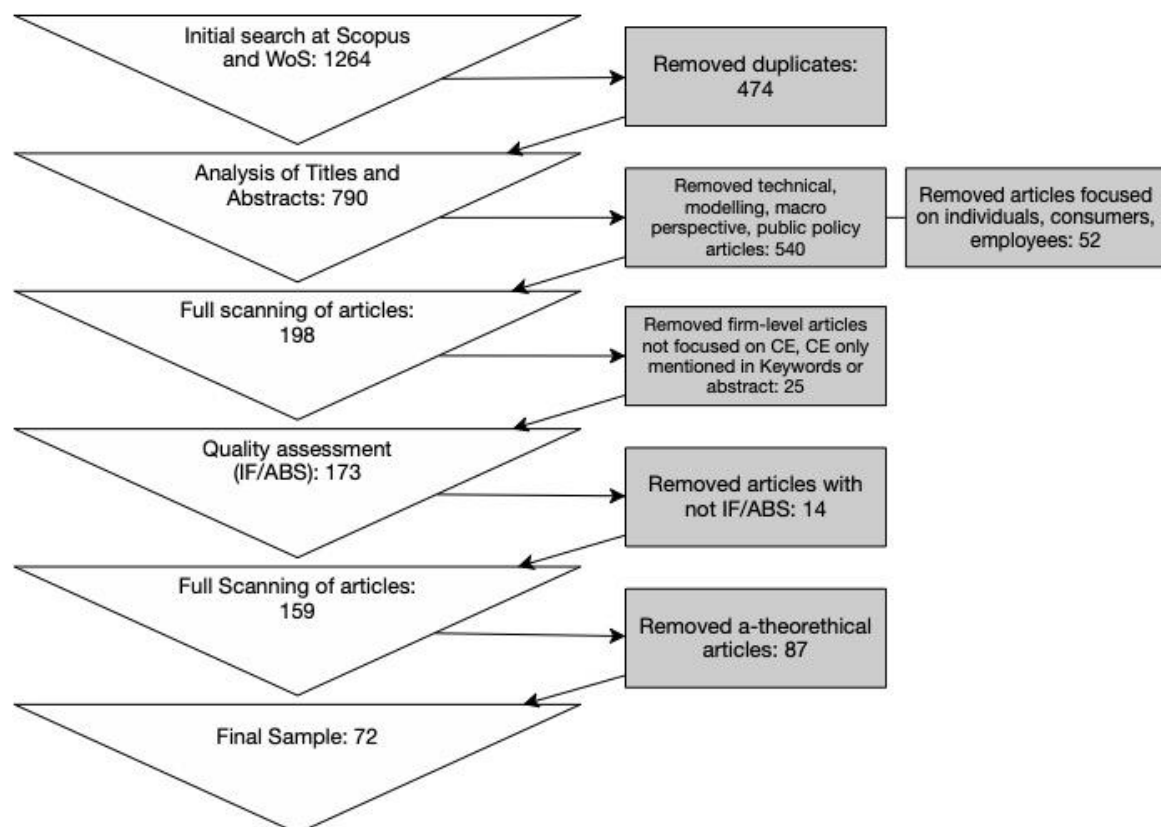 Initial search at Scopus
and WoS: 1264
Removed duplicates:
474
Analysis of Titles and
Abstracts: 790
Removed technical,
modelling, macro
perspective, public policy
articles: 540
Removed articles focused
on individuals, consumers,
employees: 52
Full scanning of articles:
198
Removed firm-level articles
not focused on CE, CE only
mentioned in Keywords or
abstract: 25
Quality assessment
(IF/ABS): 173
Removed articles with
not IF/ABS: 14
Full Scanning of articles:
159
Removed a-theorethical
articles: 87
Final Sample: 72